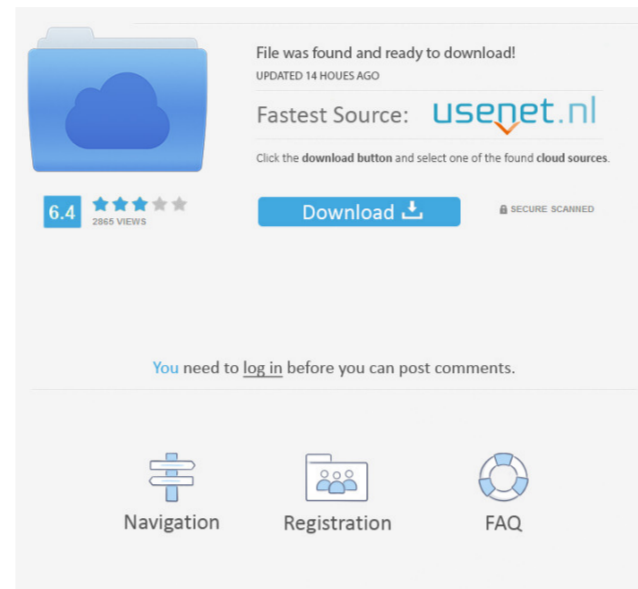 File was found and ready to download!
UPDATED 14 HOUES AGO
Fastest Source: usenet.nl
Click the download button and select one of the found cloud sources.
6.4
2865 VIEWS
Download
SECURE SCANNED
You need to log in before you can post comments.
Navigation
Registration
FAQ